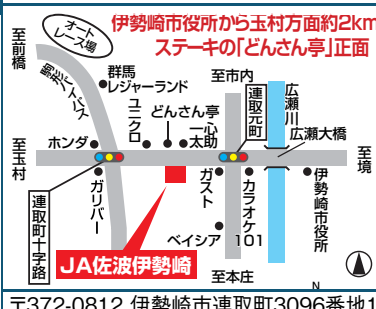 伊勢崎市役所から玉村方面約2km
ステーキの「どんさん亭」正面
オート
レース場
至前橋
駒形バイパス
群馬
レジャーランド
ユニクロ
どんさん亭
一心
太助
至市内
連取元町
広瀬川
広瀬大橋
ホンダ
至玉村
至境
連取町十字路
ガリバー
ガスト
カラオケ
101
伊勢崎市役所
ベイシア
JA佐波伊勢崎
至本庄
N
〒372-0812 伊勢崎市連取町3096番地1